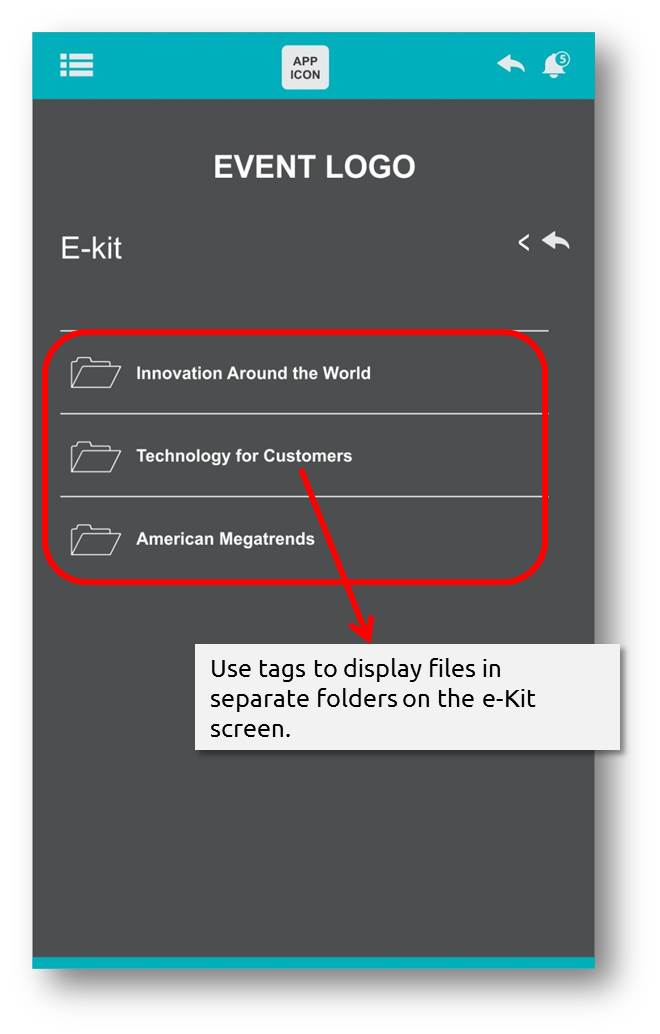 APP
ICON
5
EVENT LOGO
E-kit
<
Innovation Around the World
Technology for Customers
American Megatrends
Use tags to display files in
separate folders on the e-Kit
screen.